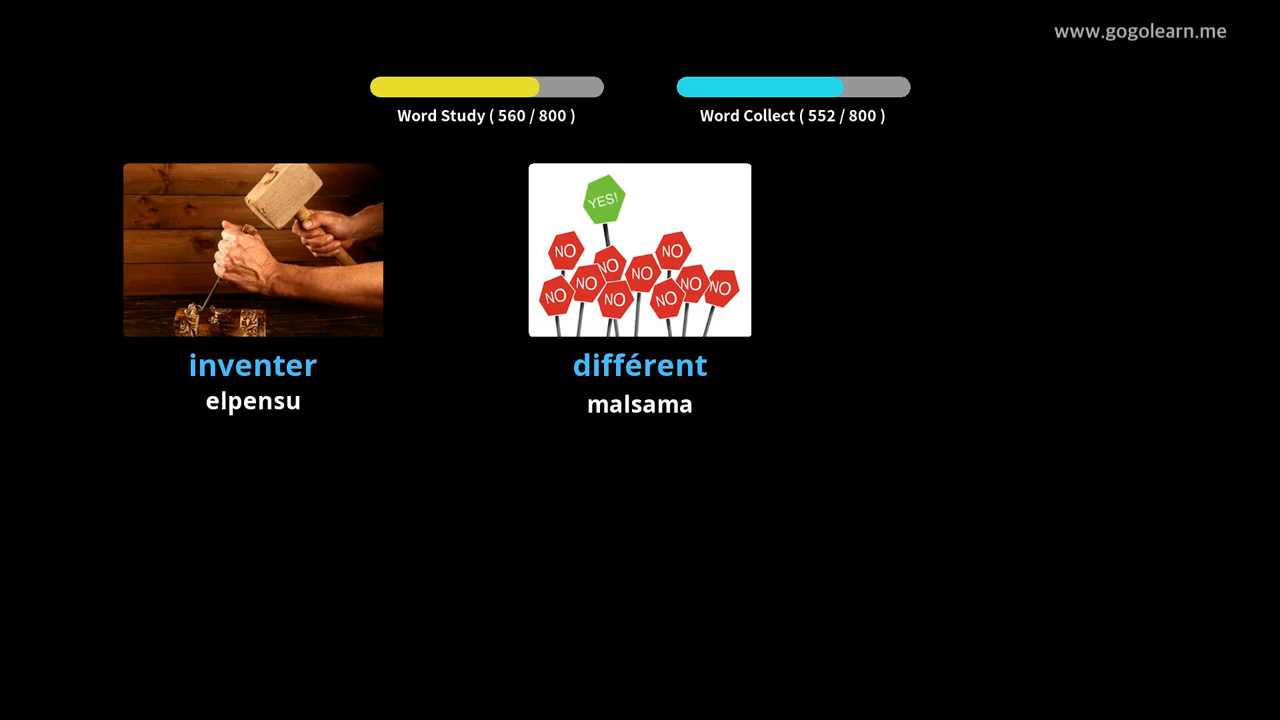 www.gogolearn.me
Word Study ( 560 / 800 )
Word Collect ( 552 / 800 )
YES!
NO
NO
NO
NO
NO
NO
NO
NO
NO
NO
inventer
différent
elpensu
malsama